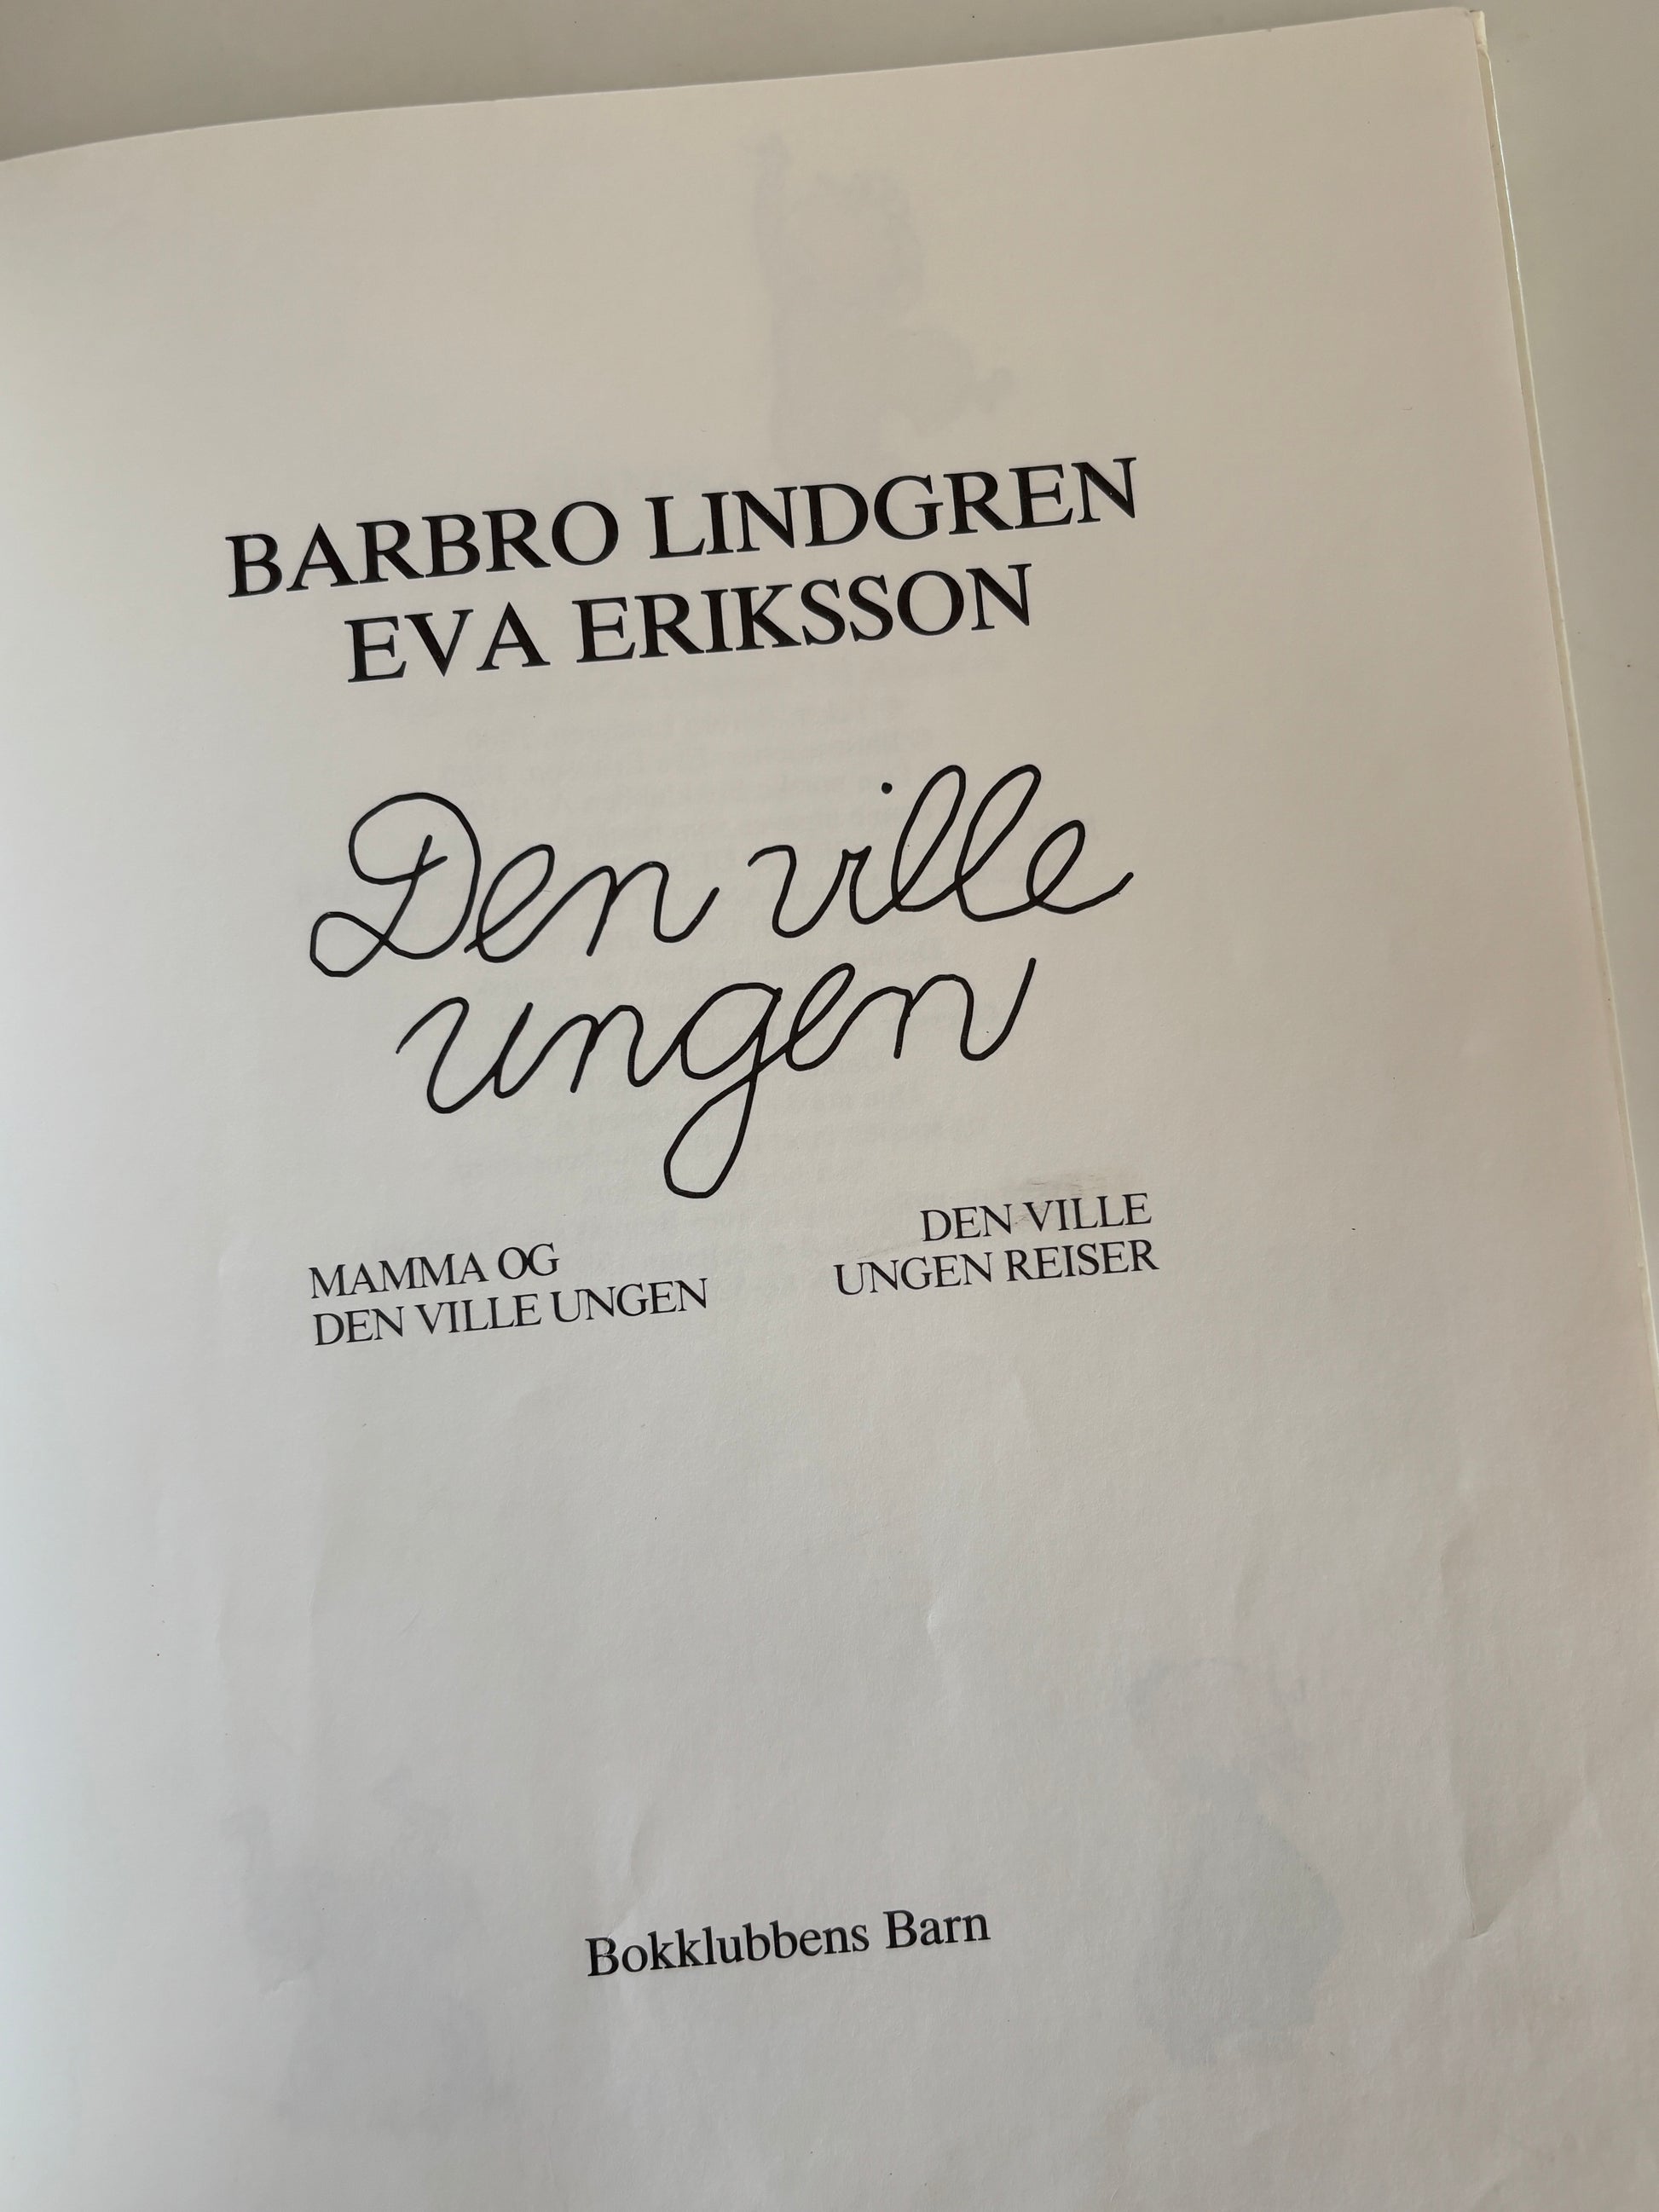 BARBRO LINDGREN
EVA ERIKSSON
Den ville
ungen
MAMMA OG
DEN VILLE UNGEN
DEN VILLE
UNGEN REISER
Bokklubbens Barn